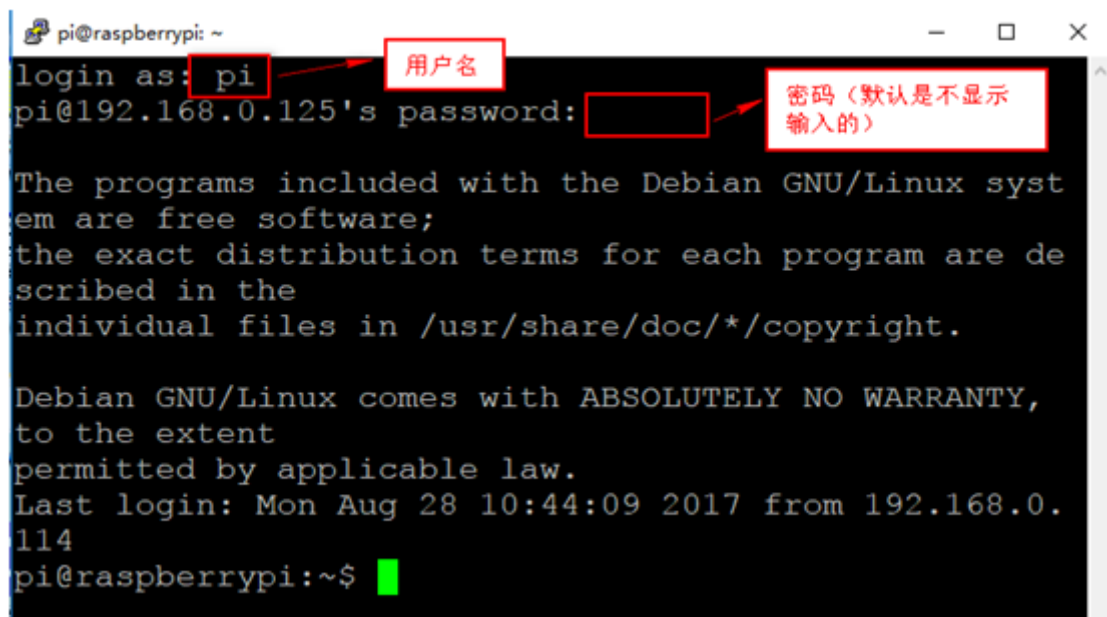 pi@raspberrypi: ~
login as: pi
用户名
pi@192.168.0.125's password:
密码（默认是不显示
输入的）
The programs included with the Debian GNU/Linux syst
em are free software;
the exact distribution terms for each program are de
scribed in the
individual files in /usr/share/doc/*/copyright.
Debian GNU/Linux comes with ABSOLUTELY NO WARRANTY,
to the extent
permitted by applicable law.
Last login: Mon Aug 28 10:44:09 2017 from 192.168.0.
114
pi@raspberrypi:~$